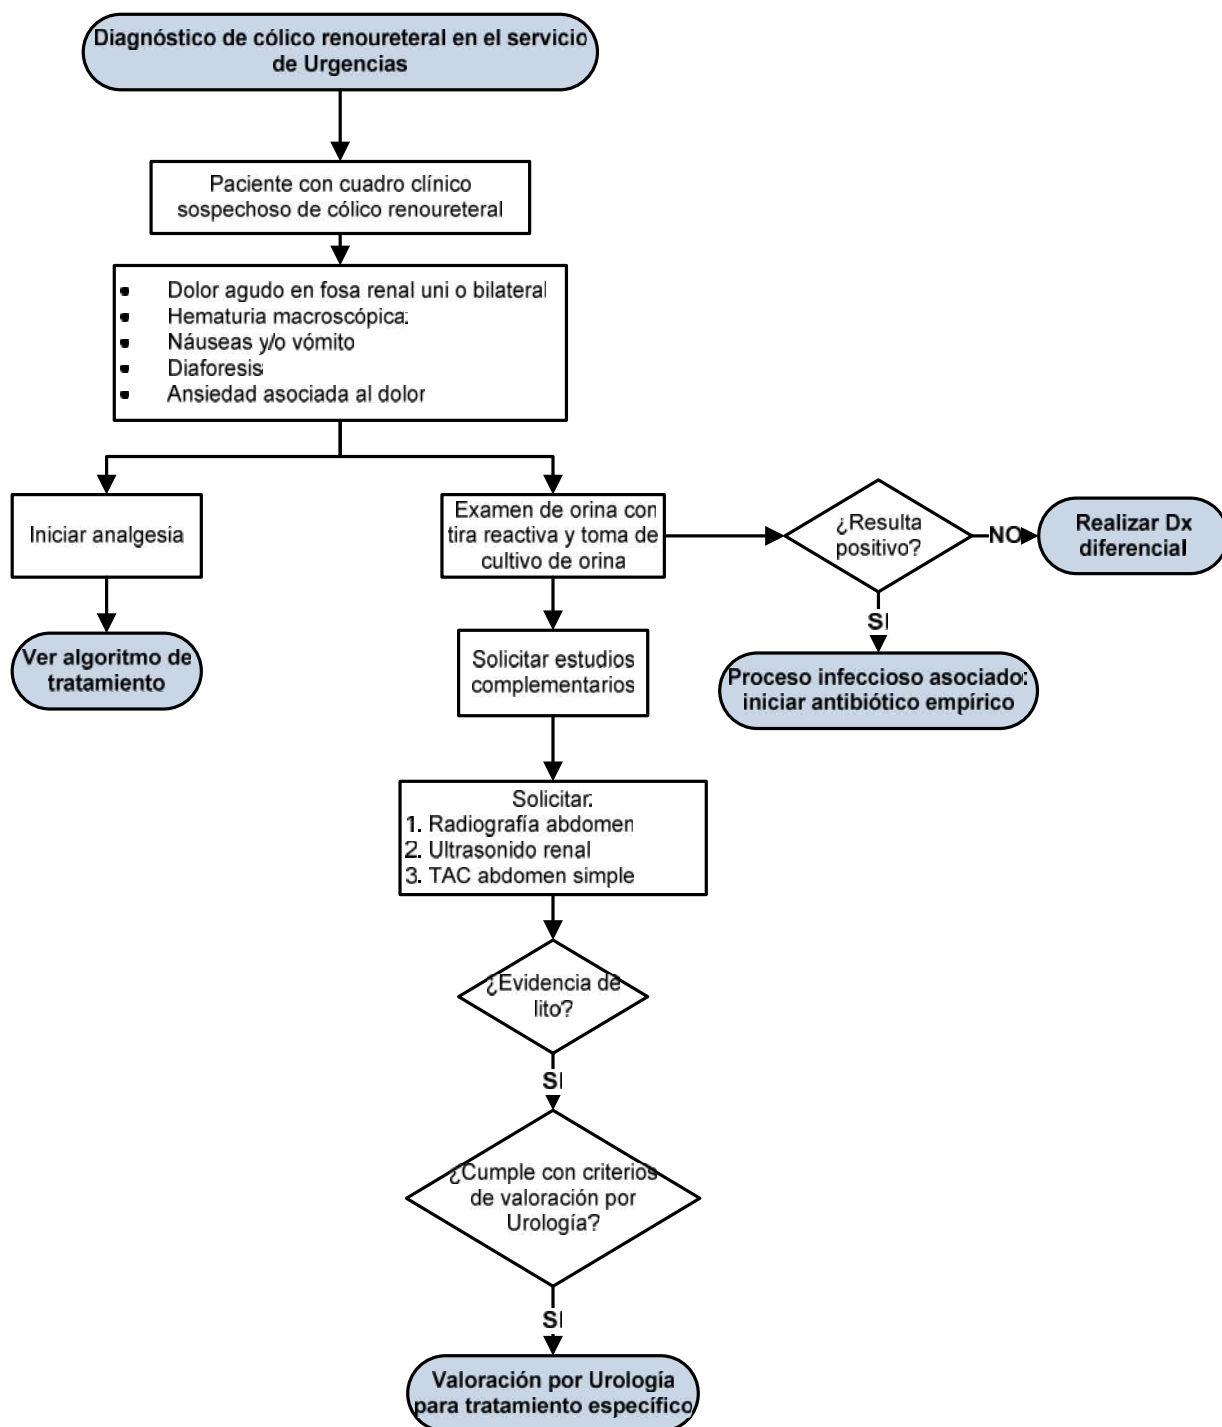 Diagnóstico de cólico renoureteral en el servicio
de Urgencias
Paciente con cuadro clínico
sospechoso de cólico renoureteral
Dolor agudo en fosa renal uni o bilateral
Hematuria macroscópica:
Náuseas y/o vómito
Diaforesis
Ansiedad asociada al dolor
Iniciar analgesia
Ver algoritmo de
tratamiento
Examen de orina con
tira reactiva y toma de
cultivo de orina
¿Resulta
positivo?
NO
Realizar Dx
diferencial
SI
Proceso infeccioso asociado:
iniciar antibiótico empírico
Solicitar estudios
complementarios
Solicitar:
1. Radiografía abdomen
2. Ultrasonido renal
3. TAC abdomen simple
¿Evidencia de
lito?
SI
¿Cumple con criterios
de valoración por
Urología?
SI
Valoración por Urología
para tratamiento específico